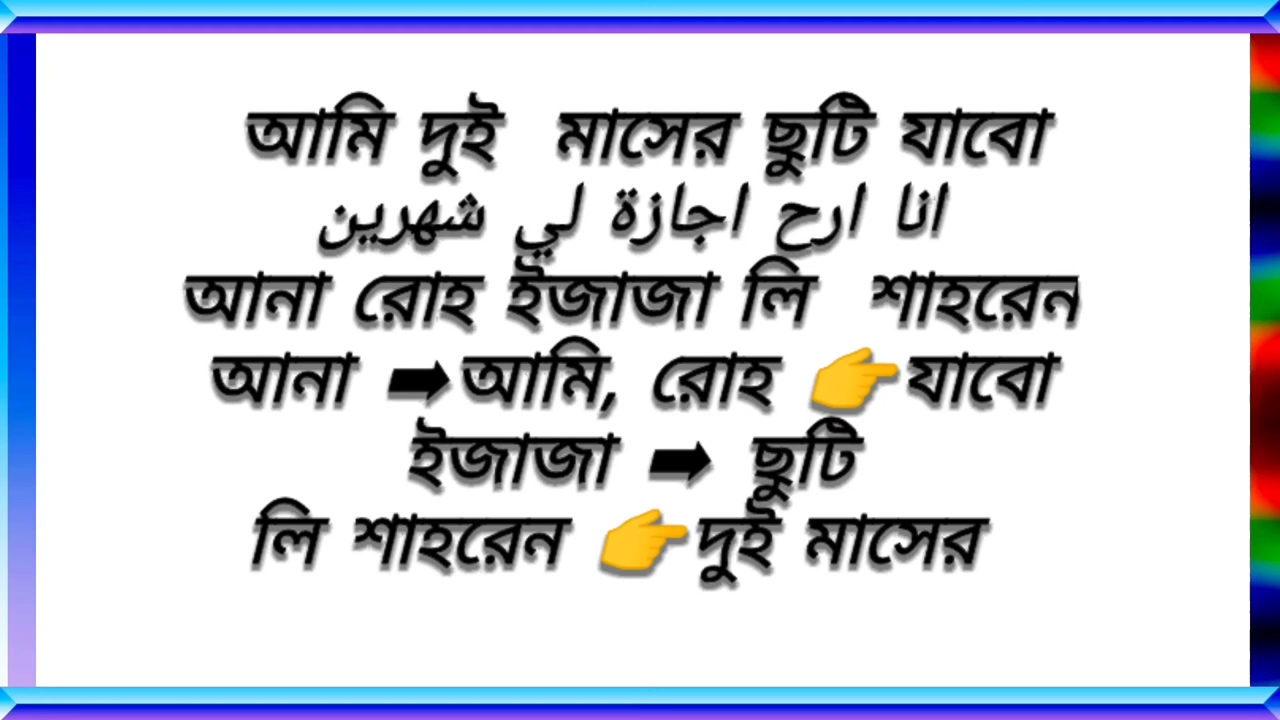 আমি দুই মাসের ছুটি যাবো
انا ارح اجازة لي شهرين
আনা রোহ ইজাজা লি শাহরেন
আনা ➡আমি, রোহ 👉যাবো
ইজাজা ➡ ছুটি
লি শাহরেন 👉দুই মাসের